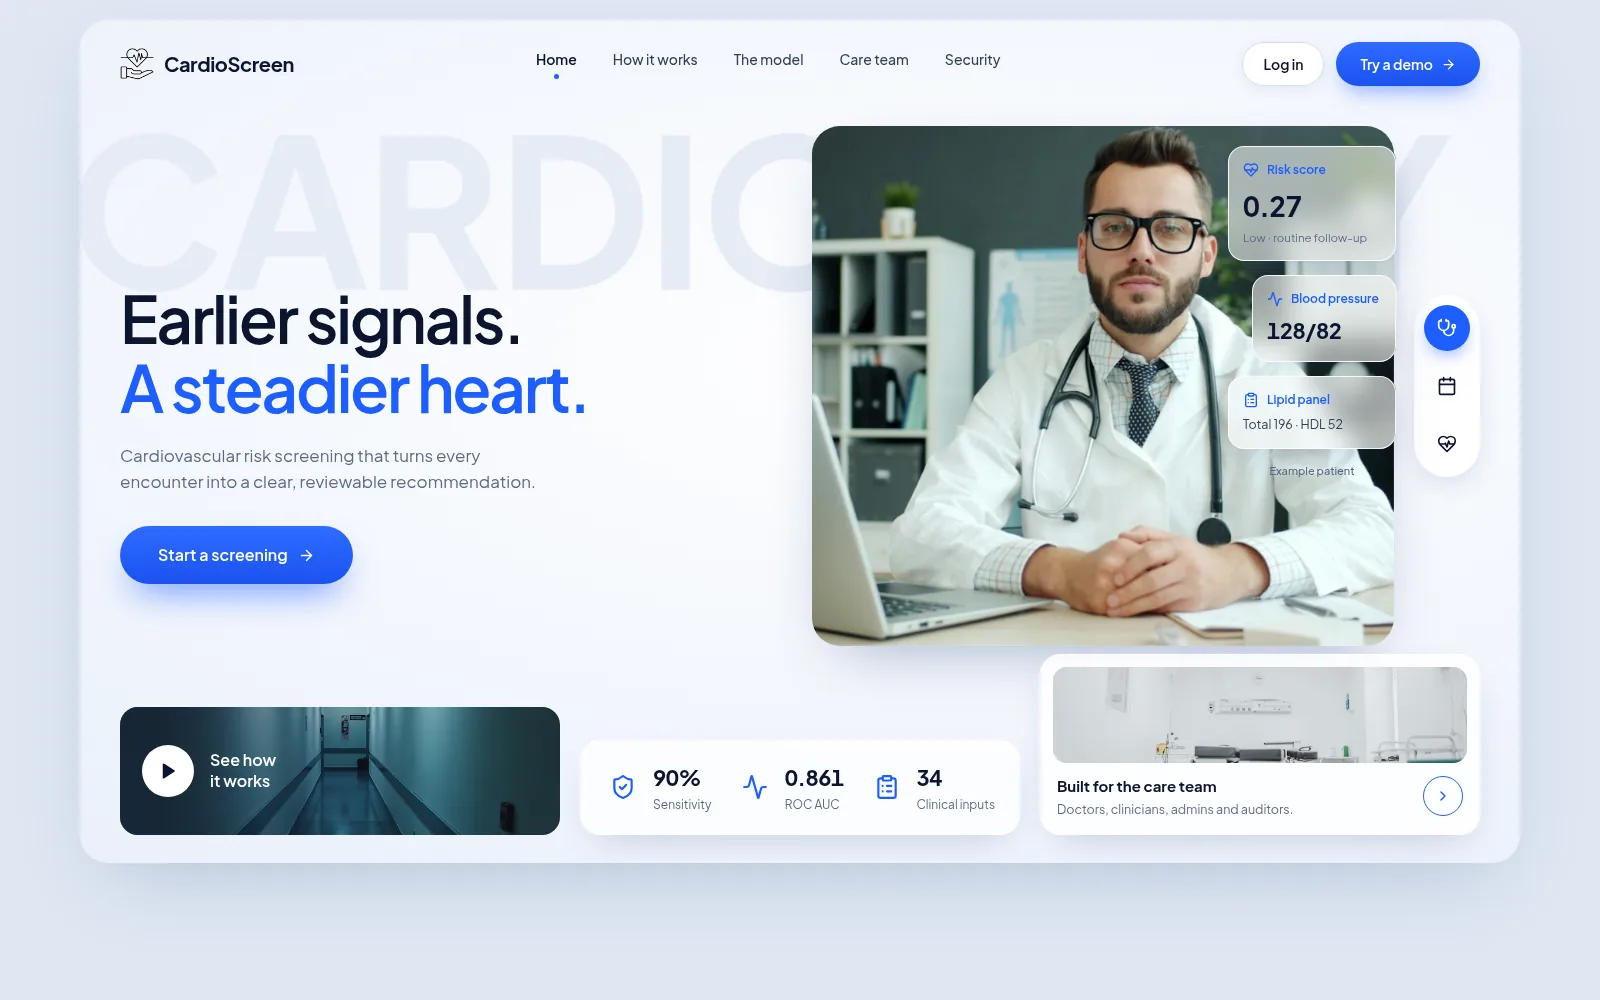 CardioScreen
Home
How it works
The model
Care team
Security
Log in
Try a demo
CARDIO Y
Earlier signals.
A steadier heart.
Cardiovascular risk screening that turns every
encounter into a clear, reviewable recommendation.
Start a screening
Risk score
0.27
Low · routine follow-up
Blood pressure
128/82
Lipid panel
Total 196 · HDL 52
Example patient
See how
it works
90%
Sensitivity
0.861
ROC AUC
34
Clinical inputs
Built for the care team
Doctors, clinicians, admins and auditors.